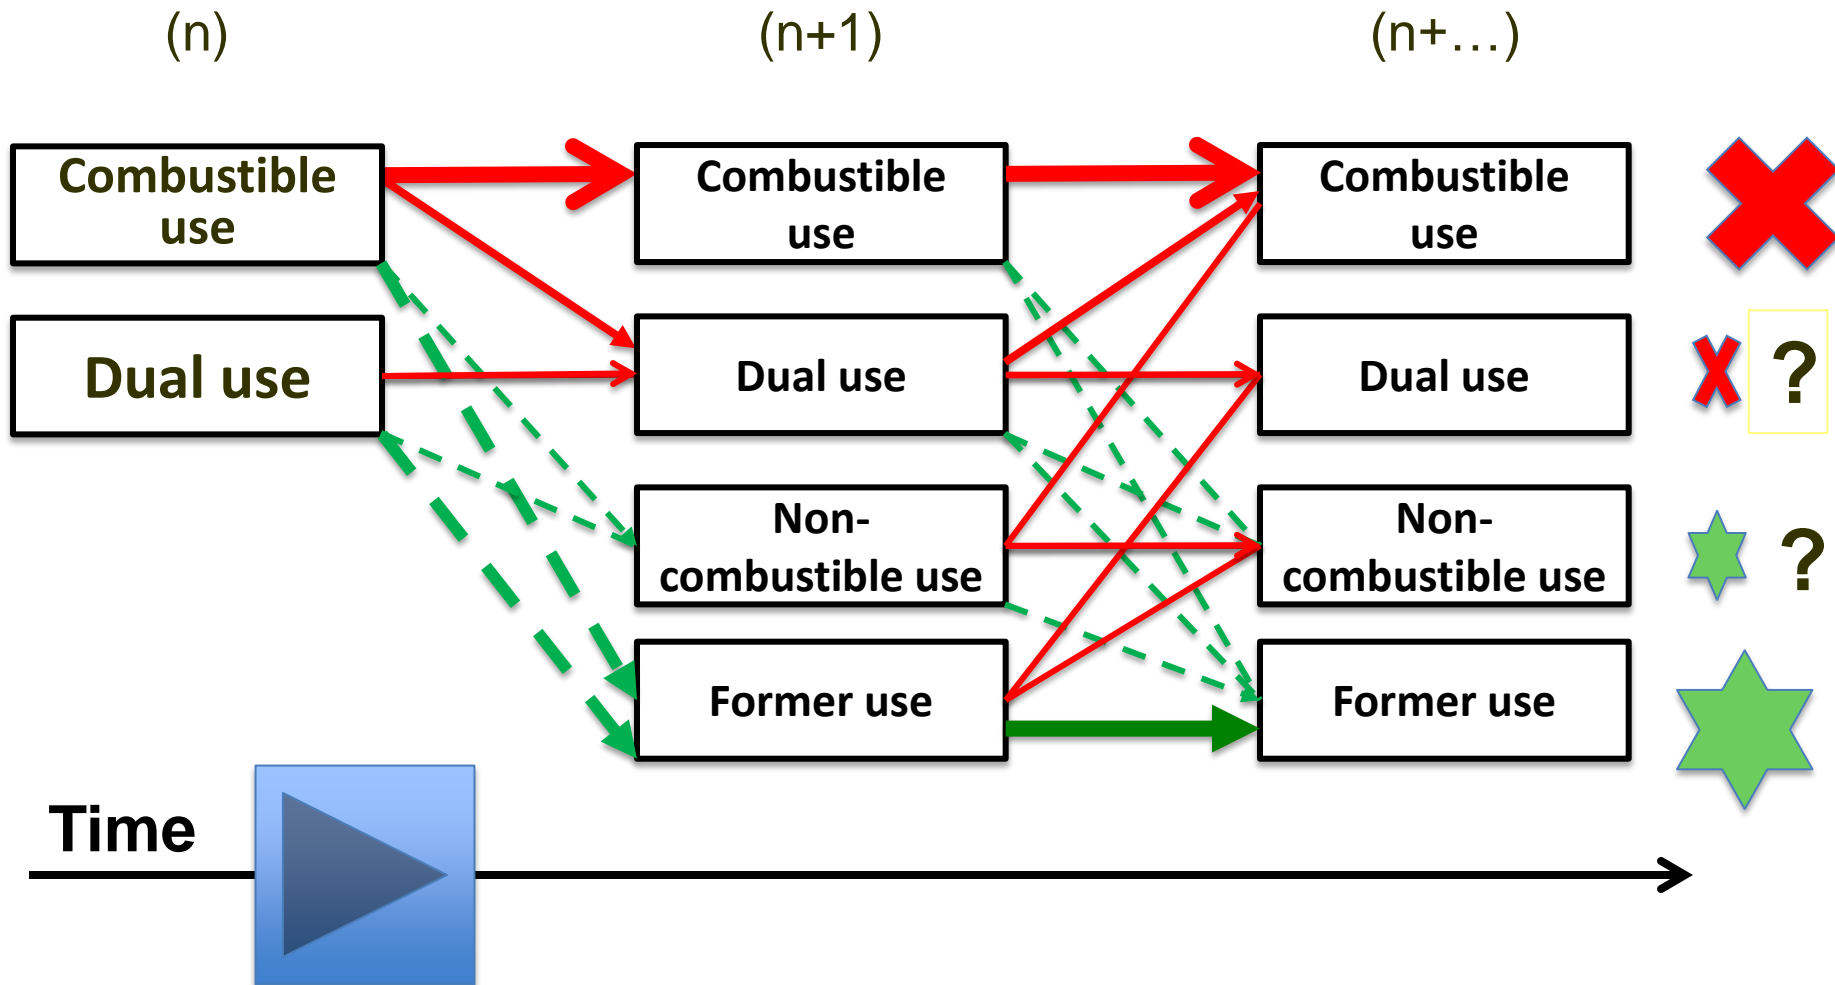 (n)
(n+1)
(n+...)
Combustible
use
Combustible
use
Combustible
use
Dual use
Dual use
Dual use
?
Non-
combustible use
Non-
combustible use
?
Former use
Former use
Time